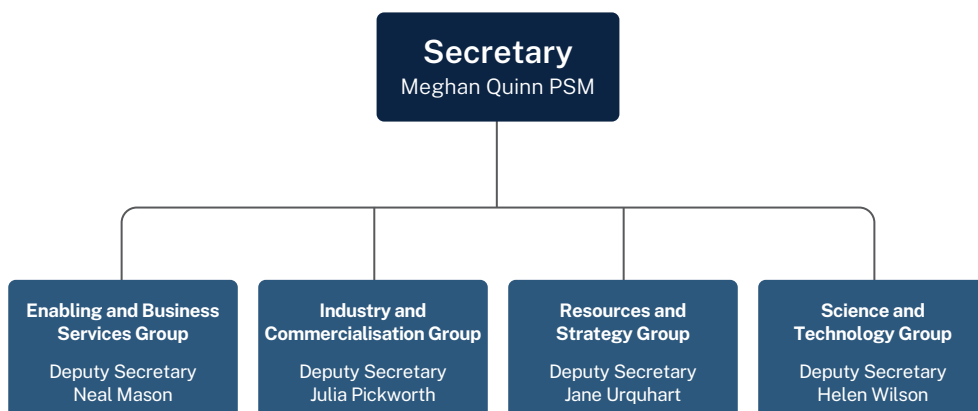 Secretary
Meghan Quinn PSM
Enabling and Business
Services Group
Deputy Secretary
Neal Mason
Industry and
Commercialisation Group
Deputy Secretary
Julia Pickworth
Resources and
Strategy Group
Deputy Secretary
Jane Urquhart
Science and
Technology Group
Deputy Secretary
Helen Wilson